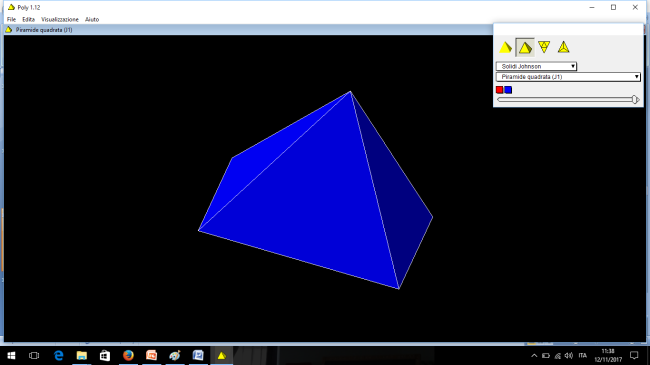 Poly 1.12
File Edita Visualizzazione Aiuto
Piramide quadrata (J1)
Solidi Johnson
Piramide quadrata (J1)
ITA
11:38
12/11/2017